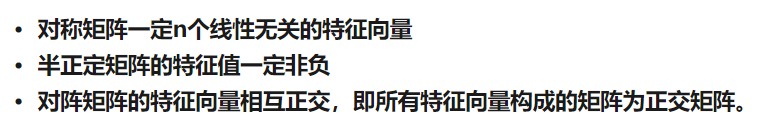 • 对称矩阵一定n个线性无关的特征向量
• 半正定矩阵的特征值一定非负
• 对阵矩阵的特征向量相互正交，即所有特征向量构成的矩阵为正交矩阵。